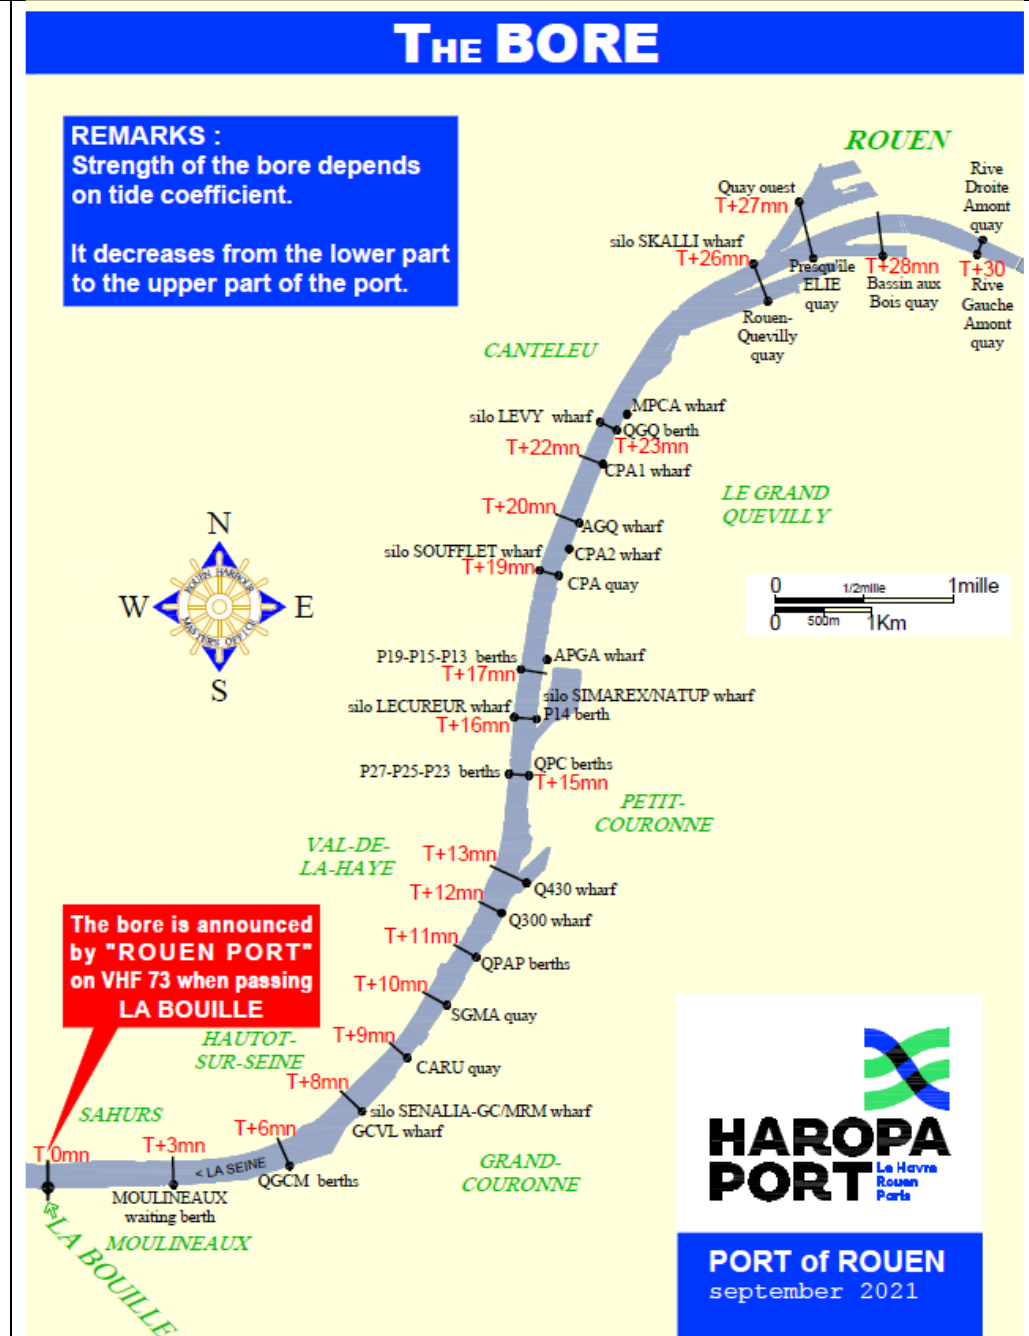 THE BORE
REMARKS :
Strength of the bore depends
on tide coefficient.
It decreases from the lower part
to the upper part of the port.
ROUEN
Rive
Droite
Amont
quay
Quay ouest
T+27mn
silo SKALLI wharf
T+26mn
Presqu'ile
ELIE
quay
T+28mn
Bassin aux
Bois quay
T+30
Rive
Gauche
Amont
quay
Rouen-
Quevilly
quay
CANTELEU
MPCA wharf
silo LEVY wharf
QGQ berth
T+22mn
T+23mn
CPA1 wharf
LE GRAND
QUEVILLY
T+20mn
AGQ wharf
silo SOUFFLET wharf
CPA2 wharf
T+19mn
CPA quay
N
W
E
S
ROUEN HARBOUR
MASTER'S OFFICE
0
1/2mille
1mille
0
500m
1Km
P19-P15-P13 berths
APGA wharf
T+17mn
silo SIMAREX/NATUP wharf
silo LECUREUR wharf
P14 berth
T+16mn
P27-P25-P23 berths
QPC berths
T+15mn
PETIT-
COURONNE
VAL-DE-
LA-HAYE
T+13mn
Q430 wharf
T+12mn
Q300 wharf
T+11mn
QPAP berths
T+10mn
SGMA quay
The bore is announced
by "ROUEN PORT"
on VHF 73 when passing
LA BOUILLE
HAUTOT-
SUR-SEINE
T+9mn
CARU quay
T+8mn
silo SENALIA-GC/MRM wharf
GCVL wharf
SAHURS
T+6mn
T 0mn
T+3mn
< LA SEINE
QGCM berths
GRAND-
COURONNE
MOULINEAUX
waiting berth
MOULINEAUX
LA BOUILLE
HAROPA
PORT
Le Havre
Rouen
Paris
PORT of ROUEN
september 2021